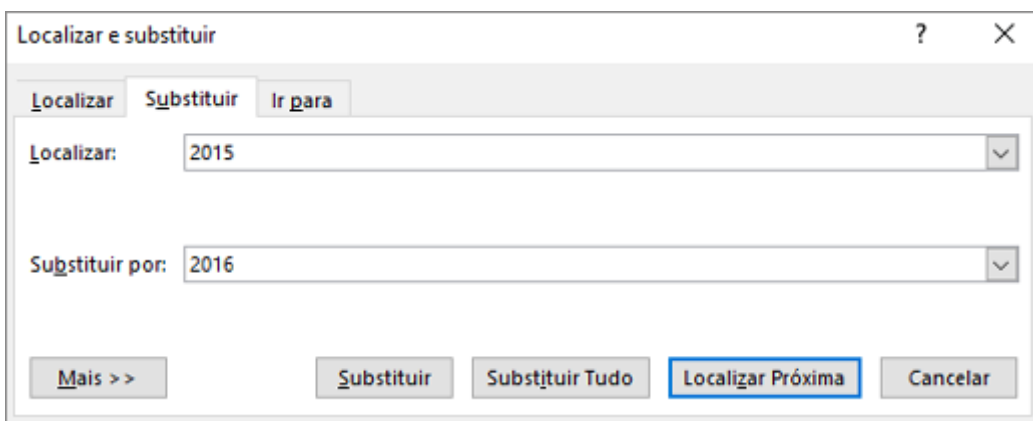 Localizar e substituir ?
Localizar Substituir Ir para
Localizar: 2015
Substituir por: 2016
Mais >> Substituir Substituir Tudo Localizar Próxima Cancelar